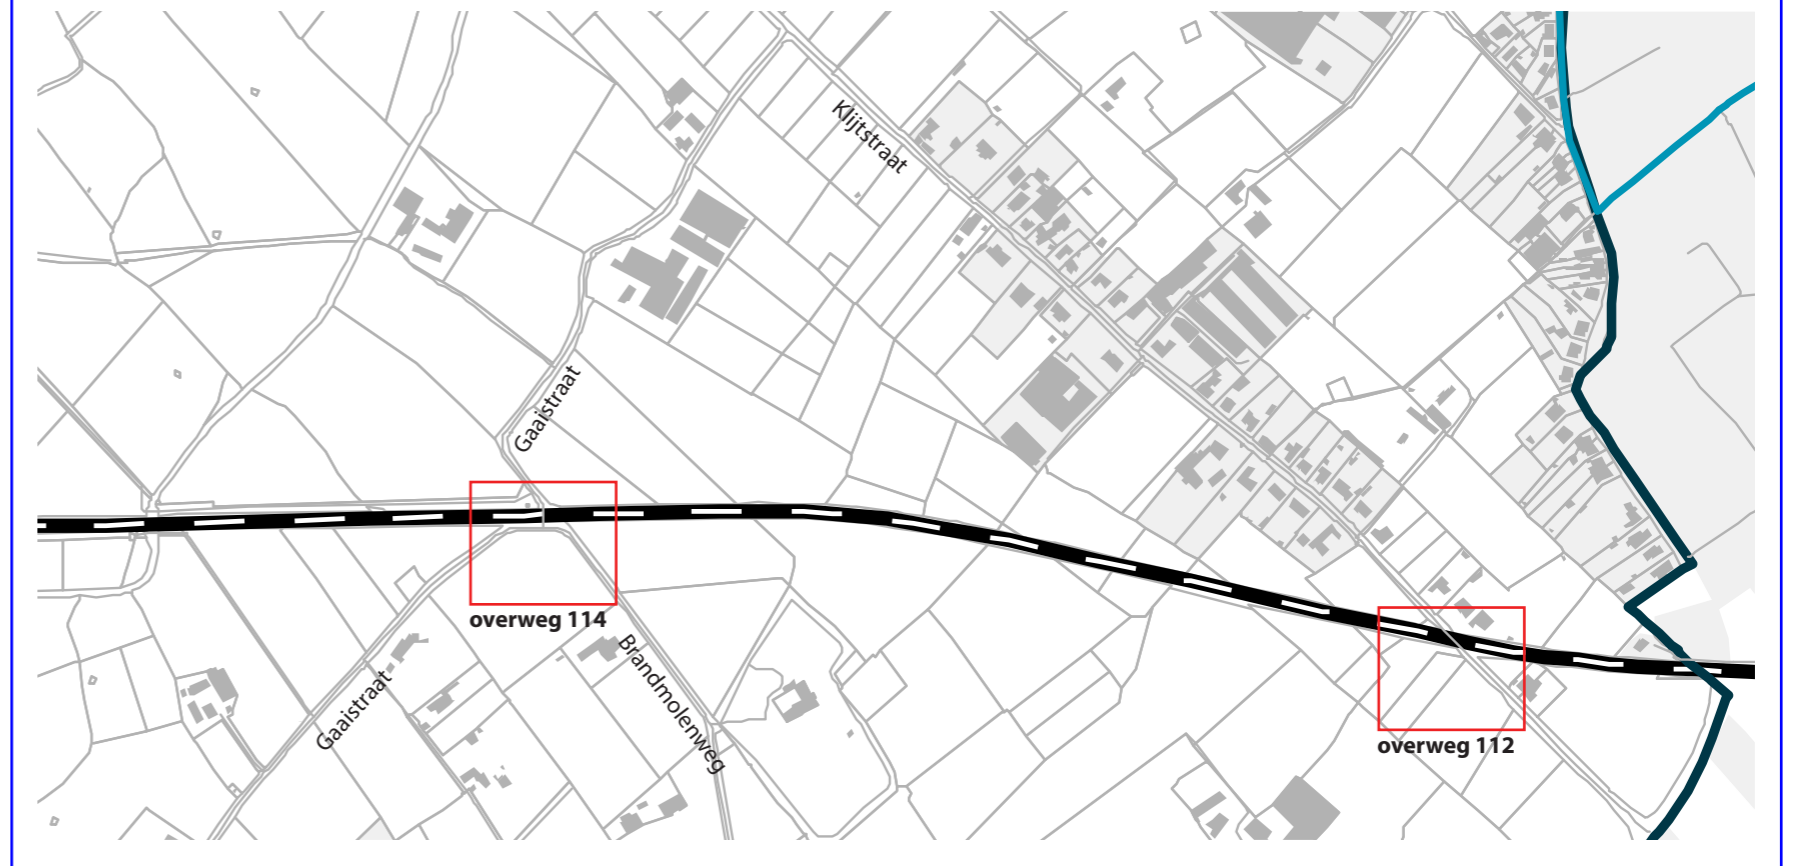 Klijtstraat
Gaaistraat
overweg 114
Brandmolenweg
Gaaistraat
overweg 112